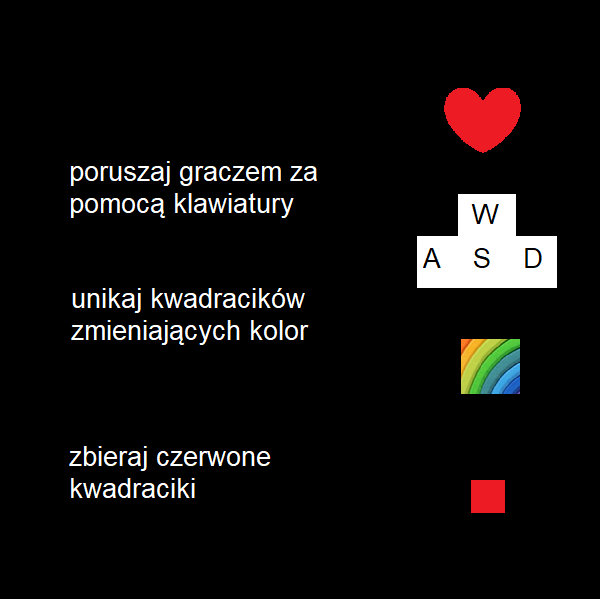 poruszaj graczem za
pomocą klawiatury
W
A S D
unikaj kwadracików
zmieniających kolor
zbieraj czerwone
kwadraciki